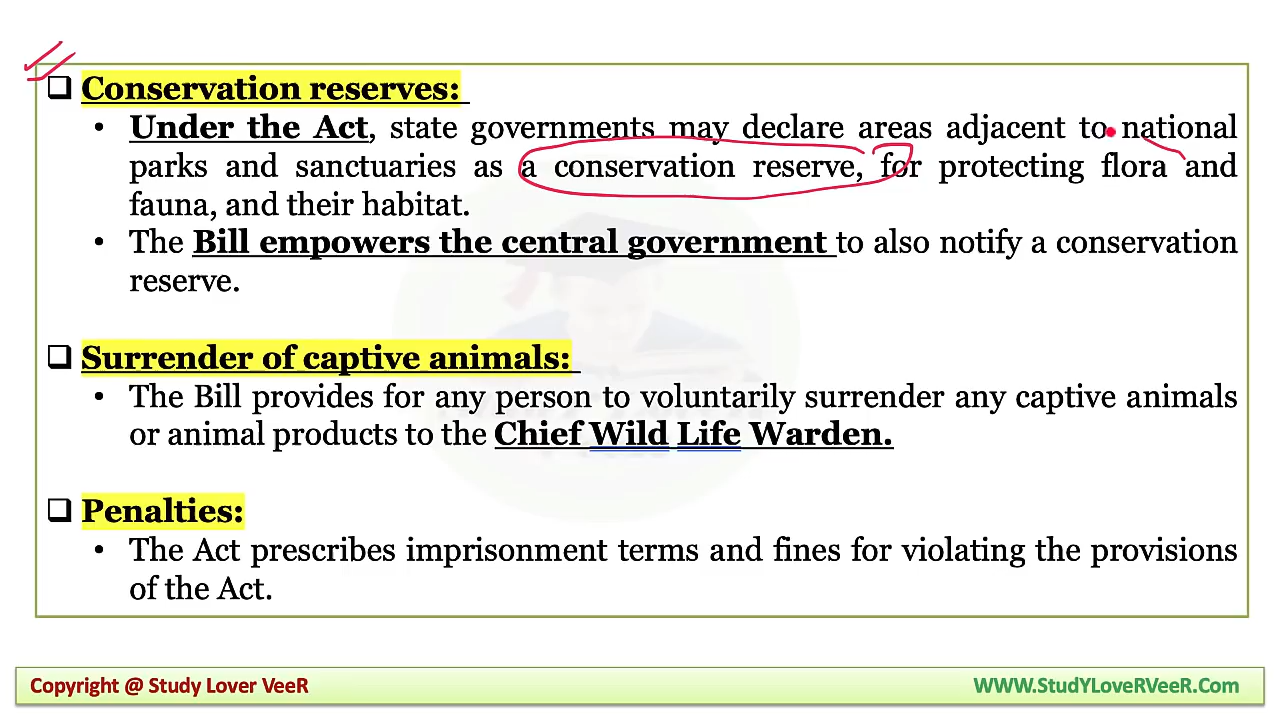 ❑ Conservation reserves:
• Under the Act, state governments may declare areas adjacent to national
parks and sanctuaries as a conservation reserve, for protecting flora and
fauna, and their habitat.
• The Bill empowers the central government to also notify a conservation
reserve.
❑ Surrender of captive animals:
• The Bill provides for any person to voluntarily surrender any captive animals
or animal products to the Chief Wild Life Warden.
❑ Penalties:
• The Act prescribes imprisonment terms and fines for violating the provisions
of the Act.
Copyright @ Study Lover VeeR
WWW.StuDYLoveRVeeR.Com